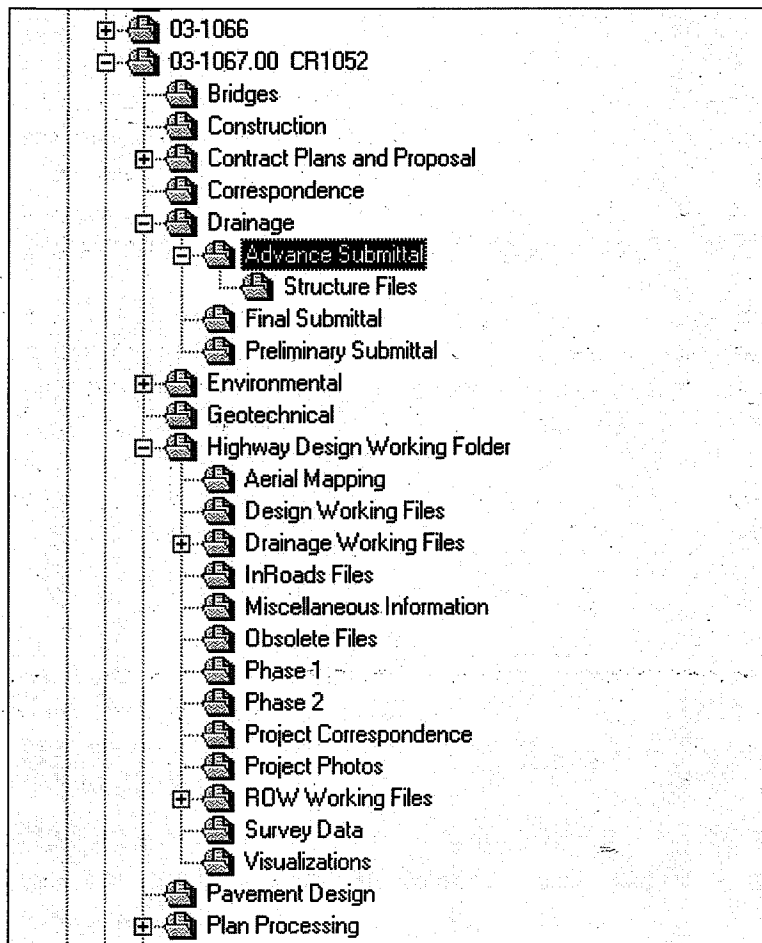 03-1066
03-1067.00 CR1052
Bridges
Construction
Contract Plans and Proposal
Correspondence
Drainage
Advance Submittal
Structure Files
Final Submittal
Preliminary Submittal
Environmental
Geotechnical
Highway Design Working Folder
Aerial Mapping
Design Working Files
Drainage Working Files
InRoads Files
Miscellaneous Information
Obsolete Files
Phase 1
Phase 2
Project Correspondence
Project Photos
ROW Working Files
Survey Data
Visualizations
Pavement Design
Plan Processing